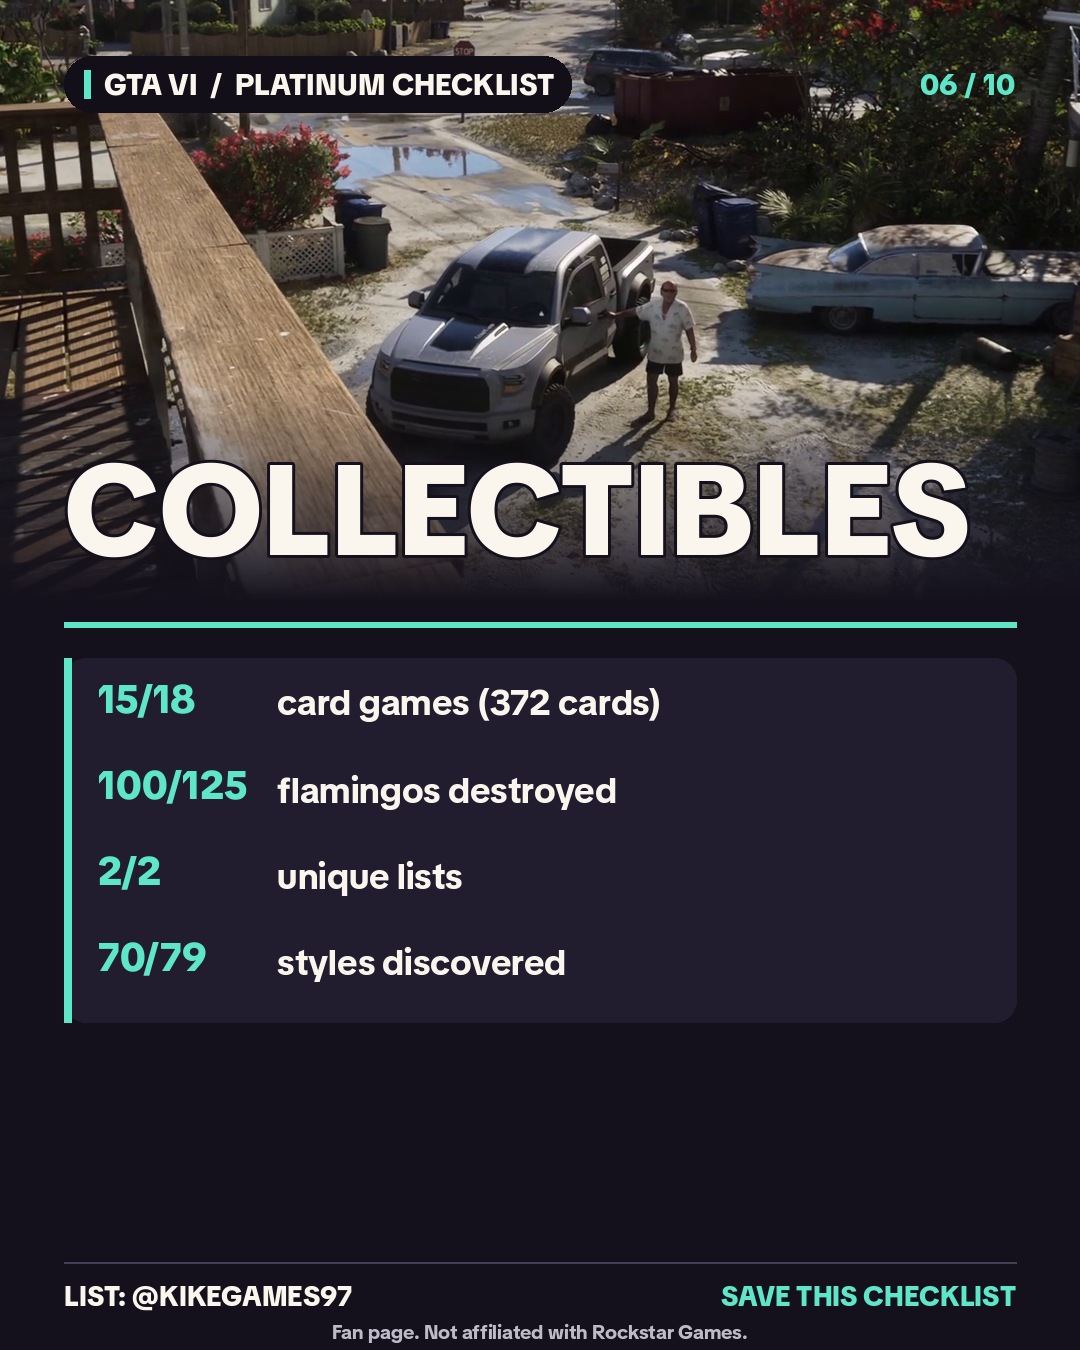 GTA VI / PLATINUM CHECKLIST
06 / 10
STOP
COLLECTIBLES
15/18 card games (372 cards)
100/125 flamingos destroyed
2/2 unique lists
70/79 styles discovered
LIST: @KIKEGAMES97
SAVE THIS CHECKLIST
Fan page. Not affiliated with Rockstar Games.